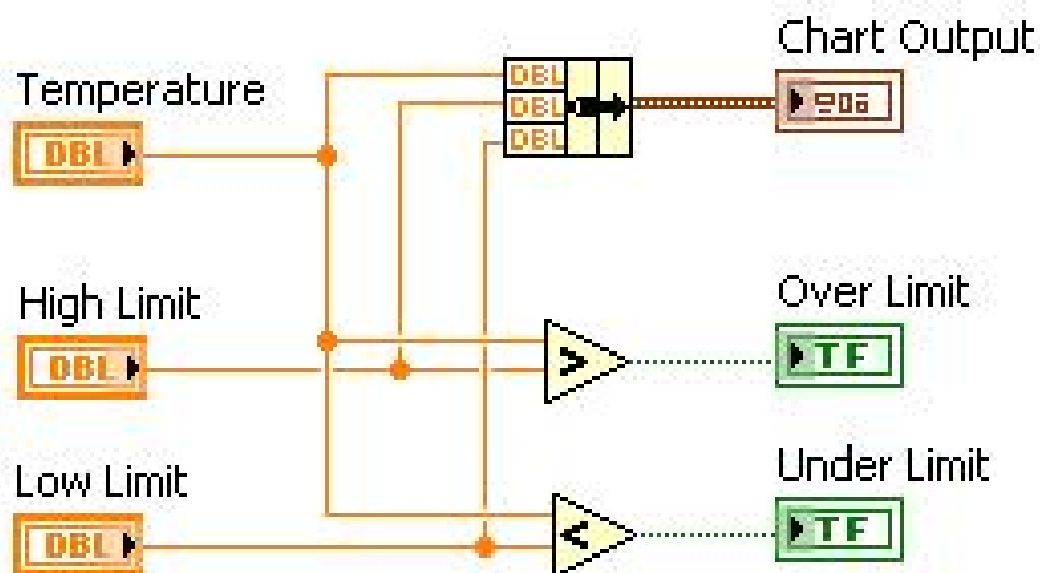 Chart Output
Temperature
DBL
DBL
DBL
DBL
High Limit
Over Limit
DBL
>
TF
Low Limit
Under Limit
DBL
<
TF